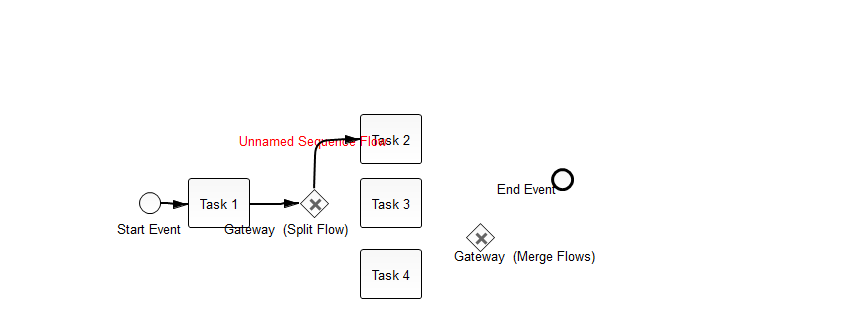 Unnamed Sequence Flow
Task 2
End Event
Task 1
Task 3
Start Event
Gateway  (Split Flow)
Gateway  (Merge Flows)
Task 4